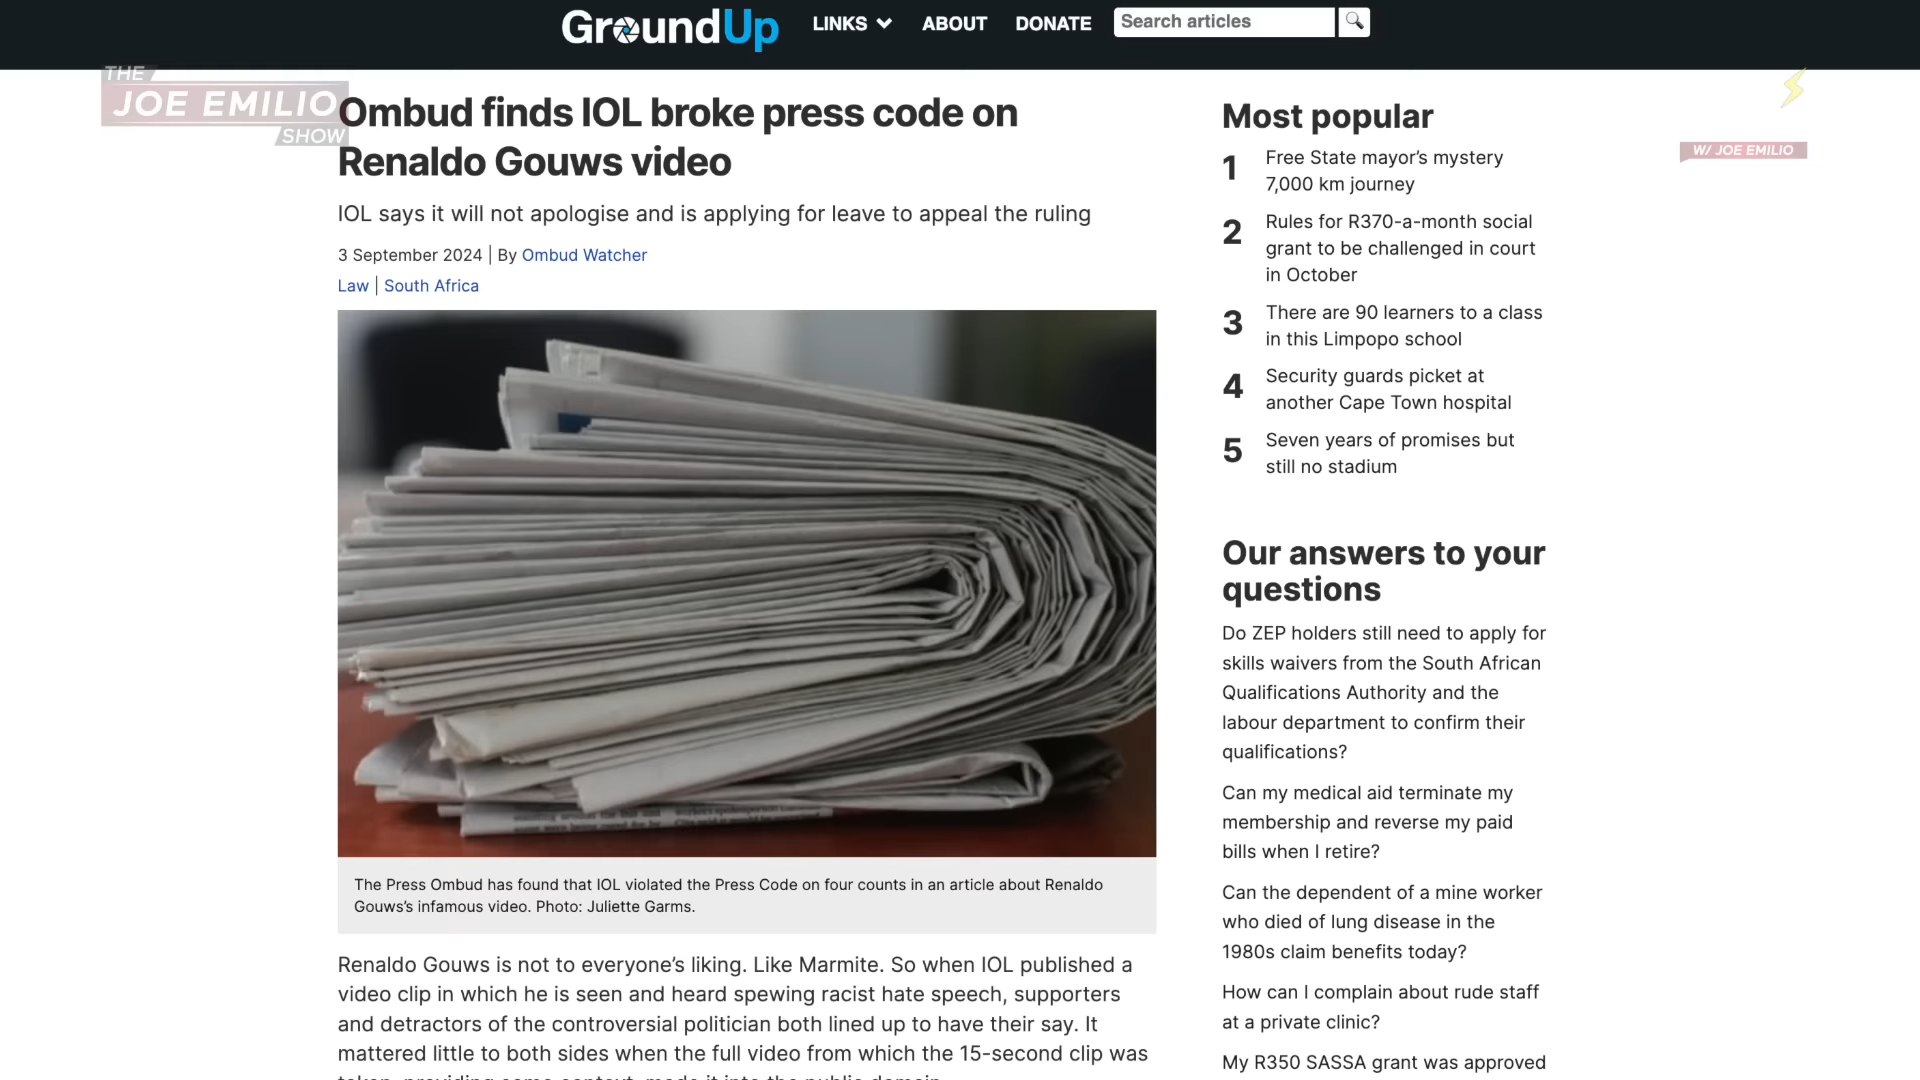 GroundUp
LINKS
ABOUT
DONATE
Search articles
THE
JOE EMILIO
SHOW
W/ JOE EMILIO
Ombud finds IOL broke press code on
Renaldo Gouws video
IOL says it will not apologise and is applying for leave to appeal the ruling
3 September 2024 | By Ombud Watcher
Law | South Africa
The Press Ombud has found that IOL violated the Press Code on four counts in an article about Renaldo
Gouws's infamous video. Photo: Juliette Garms.
Renaldo Gouws is not to everyone's liking. Like Marmite. So when IOL published a
video clip in which he is seen and heard spewing racist hate speech, supporters
and detractors of the controversial politician both lined up to have their say. It
mattered little to both sides when the full video from which the 15-second clip was
Most popular
1 Free State mayor's mystery
7,000 km journey
2 Rules for R370-a-month social
grant to be challenged in court
in October
3 There are 90 learners to a class
in this Limpopo school
4 Security guards picket at
another Cape Town hospital
5 Seven years of promises but
still no stadium
Our answers to your
questions
Do ZEP holders still need to apply for
skills waivers from the South African
Qualifications Authority and the
labour department to confirm their
qualifications?
Can my medical aid terminate my
membership and reverse my paid
bills when I retire?
Can the dependent of a mine worker
who died of lung disease in the
1980s claim benefits today?
How can I complain about rude staff
at a private clinic?
My R350 SASSA grant was approved